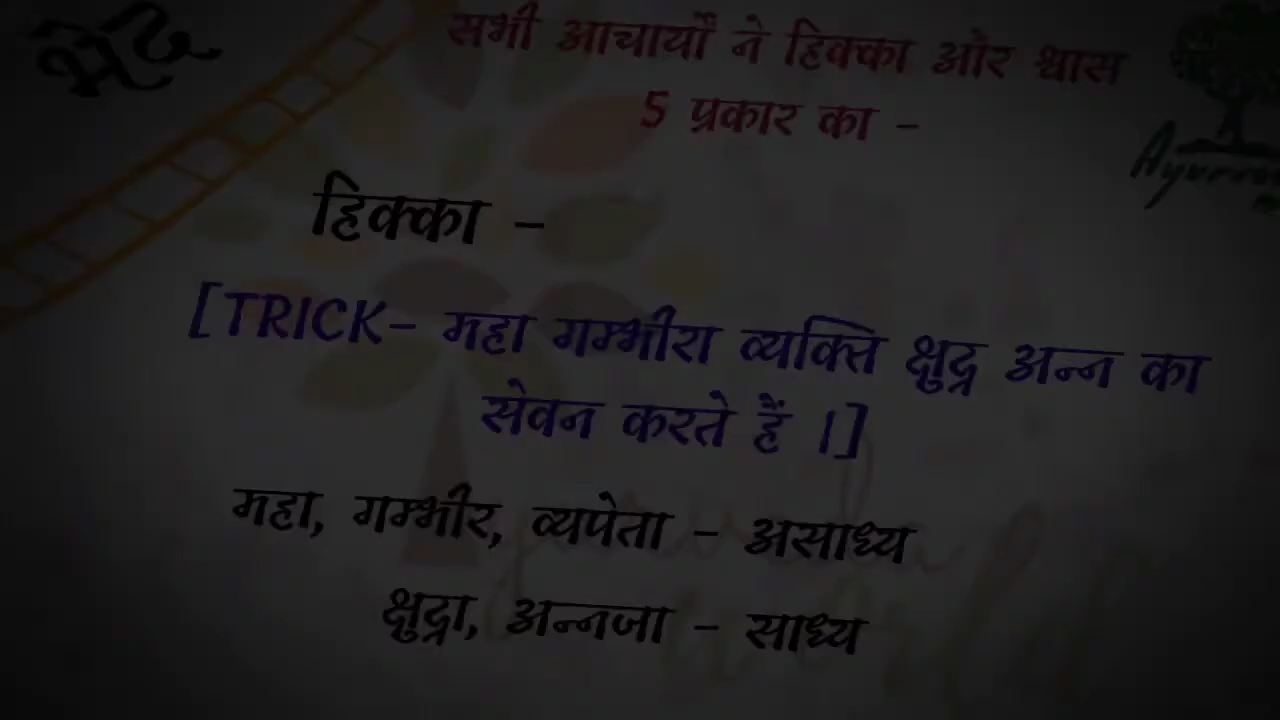 भेद
सभी आचार्यों ने हिक्का और श्वास
5 प्रकार का -
हिक्का -
[TRICK- महा गम्भीरा व्यक्ति क्षुद्र अन्न का
सेवन करते हैं ।]
महा, गम्भीर, व्यपेता - असाध्य
क्षुद्रा, अन्नजा - साध्य